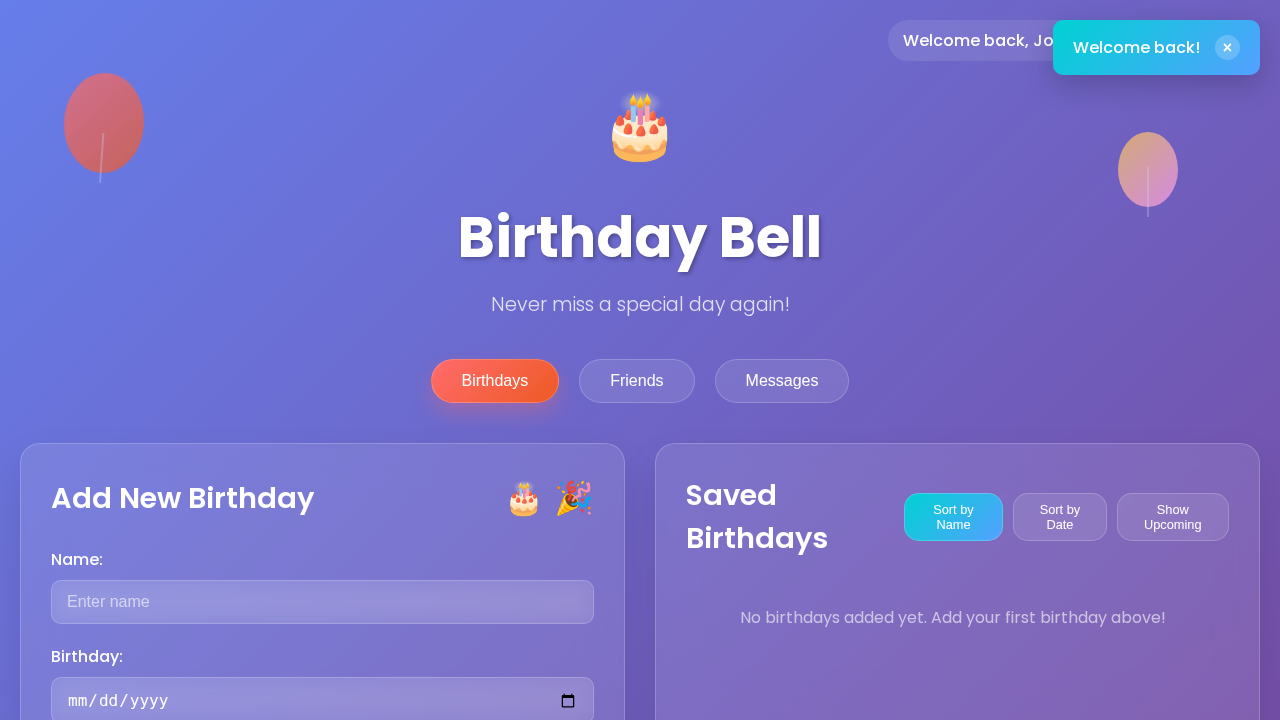 Welcome back, Jo
Welcome back! ×
Birthday Bell
Never miss a special day again!
Birthdays
Friends
Messages
Add New Birthday
Name:
Enter name
Birthday:
mm/dd/yyyy
Saved
Birthdays
Sort by
Name
Sort by
Date
Show
Upcoming
No birthdays added yet. Add your first birthday above!